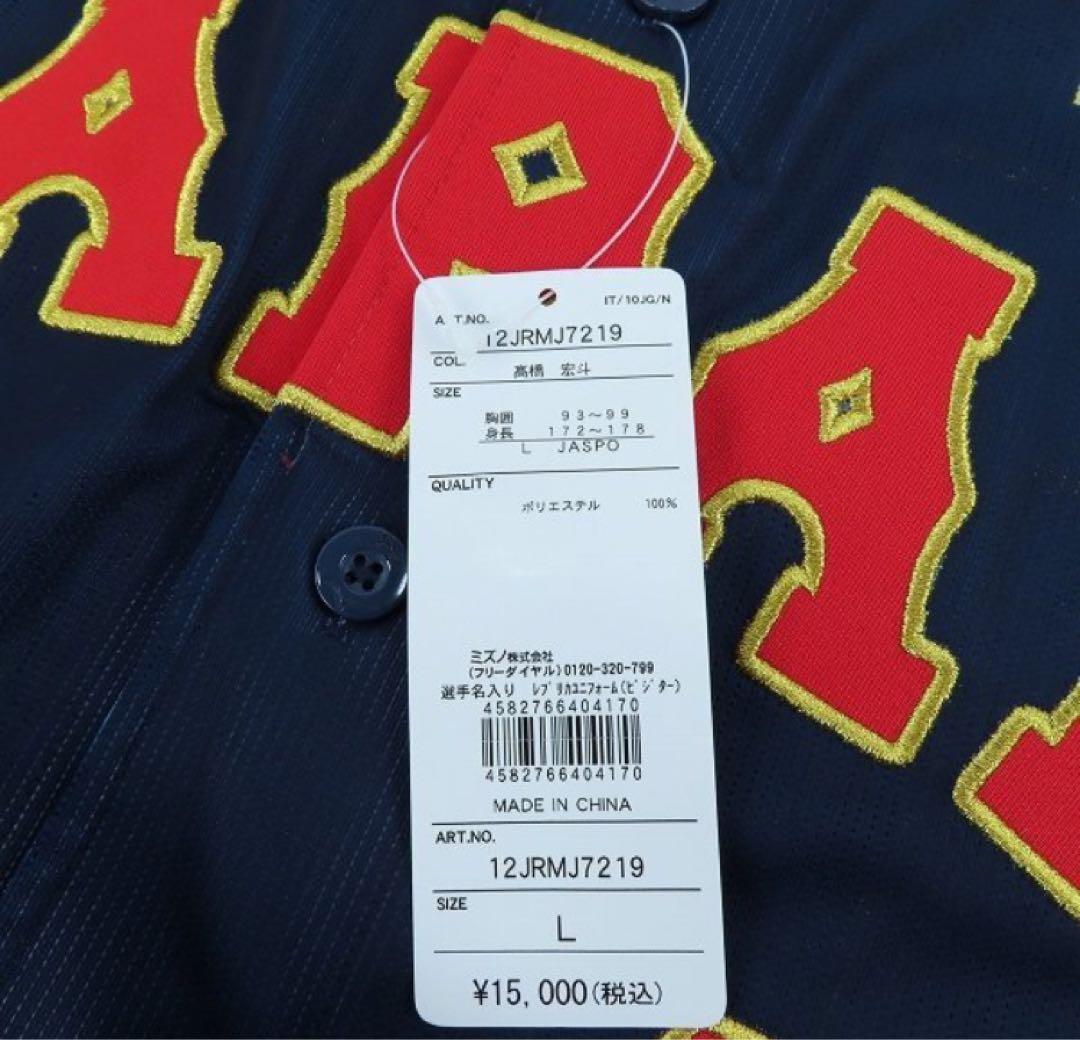 APA
IT/10JG/N
ART.NO.
12JRMJ7219
COL.
髙橋 宏斗
SIZE
胸囲 93~99
身長 172~178
L JASPO
QUALITY
ポリエステル 100%
ミズノ株式会社
(フリーダイヤル)0120-320-799
選手名入り レプリカユニフォーム(ビジター)
4582766404170
4582766404170
MADE IN CHINA
ART.NO.
12JRMJ7219
SIZE
L
¥15,000(税込)